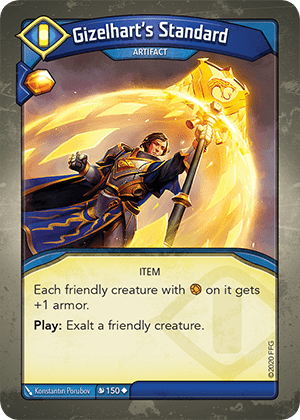 Gizelhart's Standard
ARTIFACT
ITEM
Each friendly creature with on it gets
+1 armor.
Play: Exalt a friendly creature.
Konstantin Porubov
150
©2020 FFG